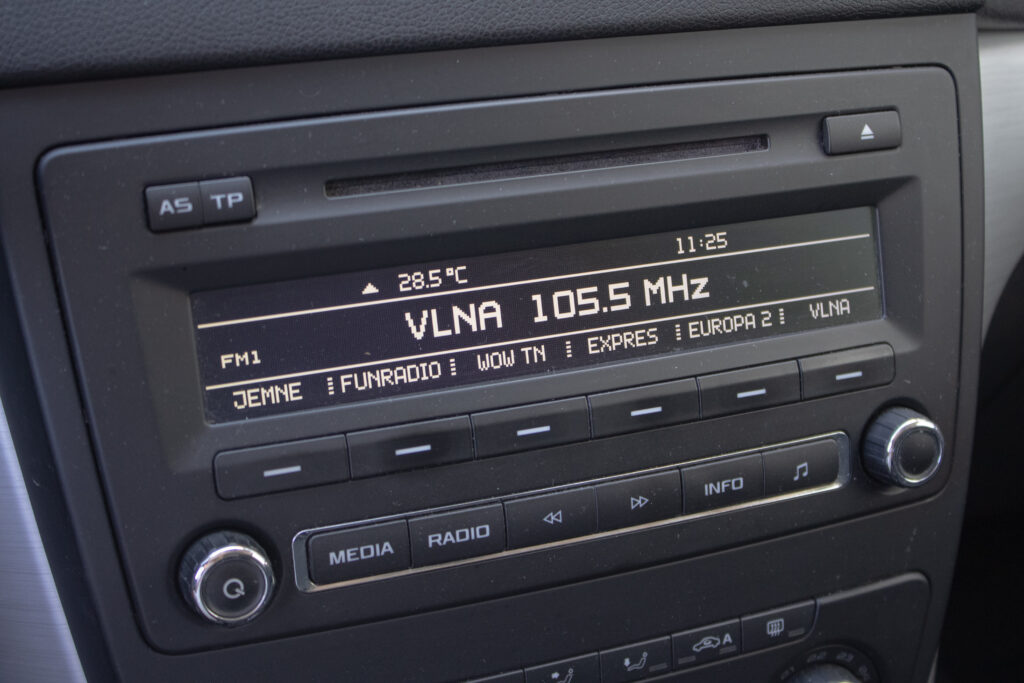 AS TP
28.5°C 11:25
VLNA 105.5 MHz
FM1
JEMNE FUNRADIO WOW TN EXPRES EUROPA 2 VLNA
MEDIA RADIO INFO
Q
A